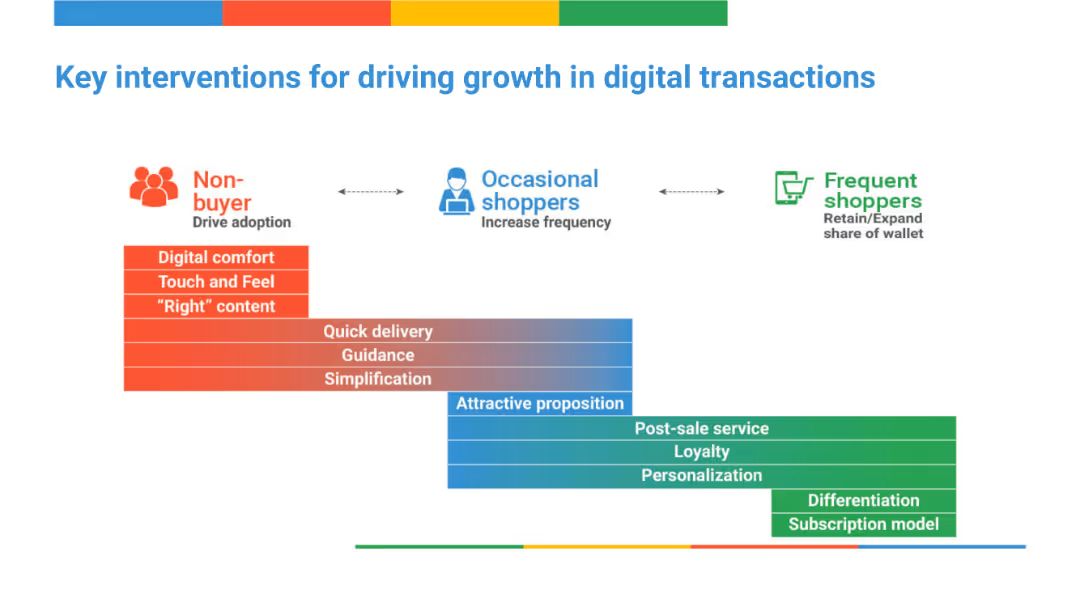 Key interventions for driving growth in digital transactions
Non-
buyer
Drive adoption
Occasional
shoppers
Increase frequency
Frequent
shoppers
Retain/Expand
share of wallet
Digital comfort
Touch and Feel
“Right” content
Quick delivery
Guidance
Simplification
Attractive proposition
Post-sale service
Loyalty
Personalization
Differentiation
Subscription model